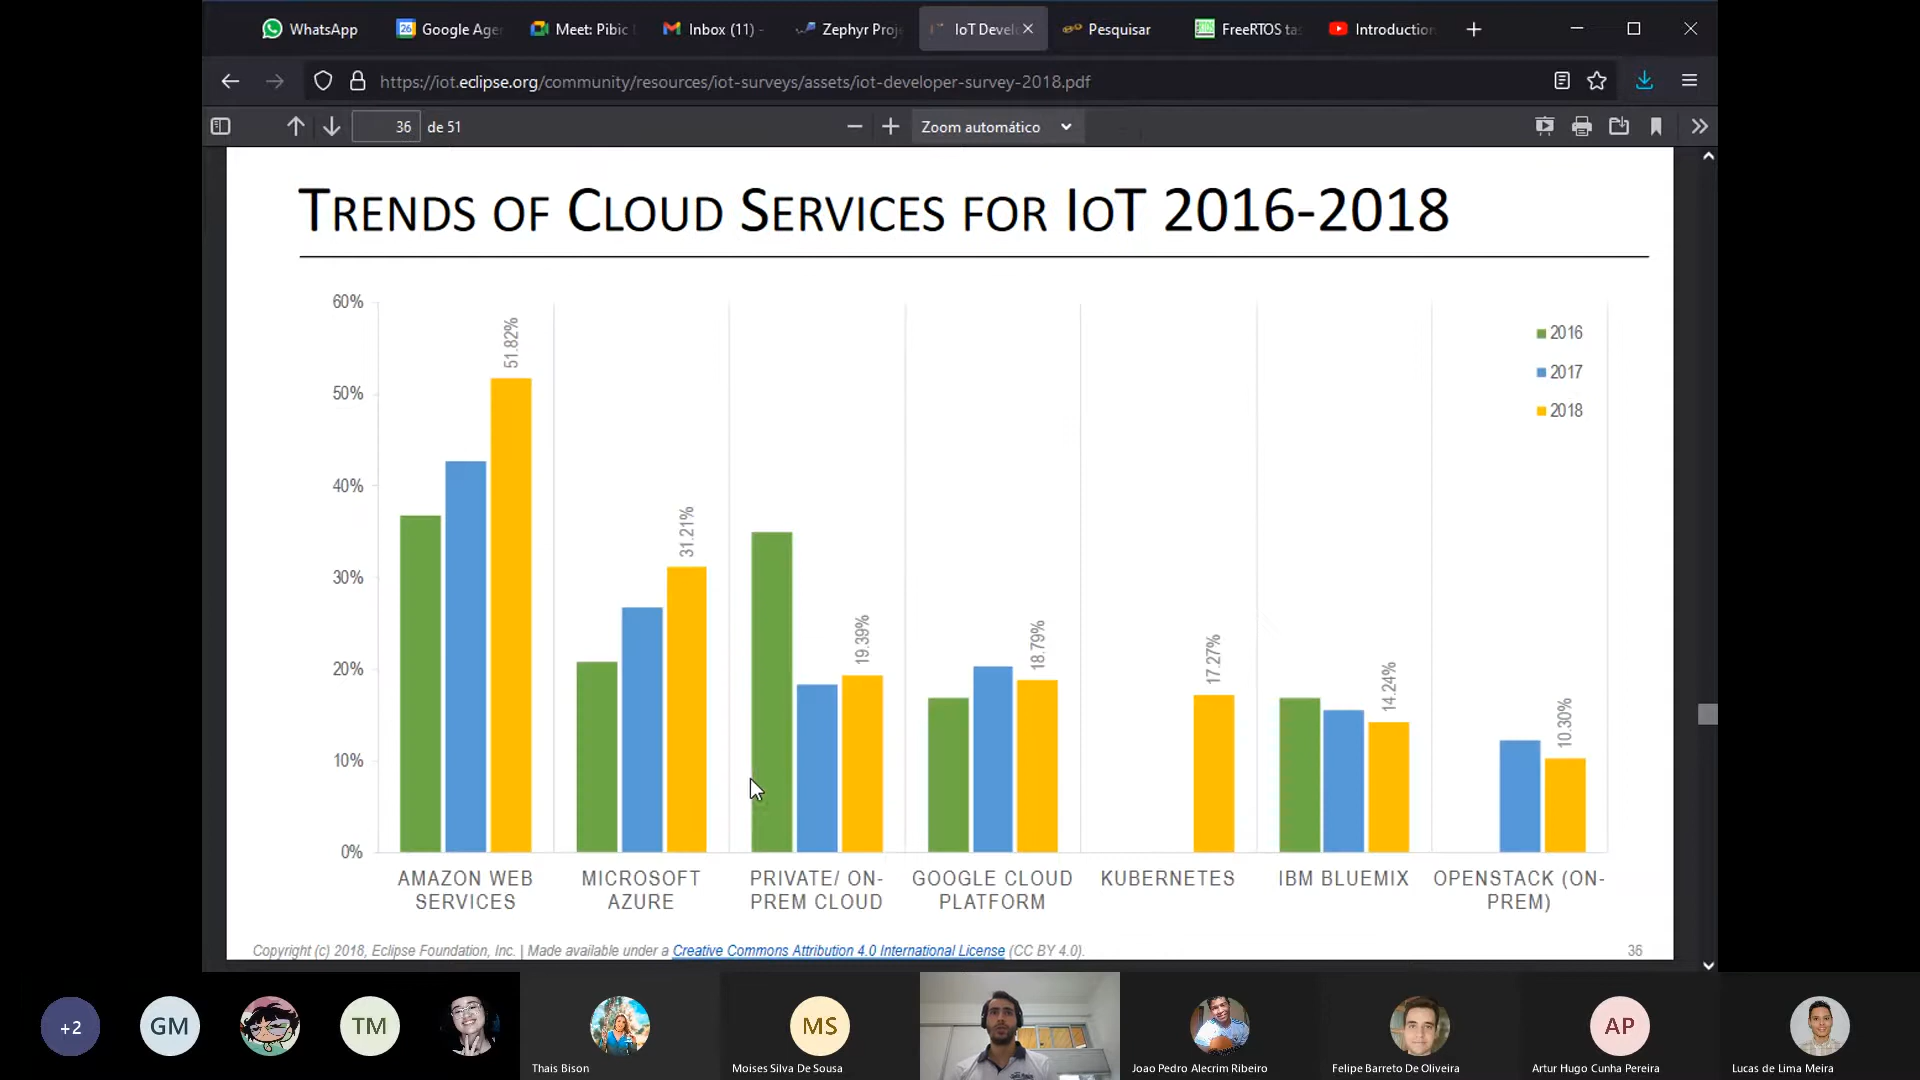 WhatsApp
Google Age
Meet: Pibic
Inbox (11) -
Zephyr Proj
IoT Devel
Pesquisar
FreeRTOS ta
Introduction
https://iot.eclipse.org/community/resources/iot-surveys/assets/iot-developer-survey-2018.pdf
36 de 51
Zoom automático
TRENDS OF CLOUD SERVICES FOR IOT 2016-2018
60%
50%
40%
30%
20%
10%
0%
51.82%
31.21%
19.39%
18.79%
17.27%
14.24%
10.30%
2016
2017
2018
AMAZON WEB
SERVICES
MICROSOFT
AZURE
PRIVATE/ ON-
PREM CLOUD
GOOGLE CLOUD
PLATFORM
KUBERNETES
IBM BLUEMIX
OPENSTACK (ON-
PREM)
Copyright (c) 2018, Eclipse Foundation, Inc. | Made available under a Creative Commons Attribution 4.0 International License (CC BY 4.0).
36
+2
GM
TM
MS
AP
Thais Bison
Moises Silva De Sousa
Joao Pedro Alecrim Ribeiro
Felipe Barreto De Oliveira
Artur Hugo Cunha Pereira
Lucas de Lima Meira